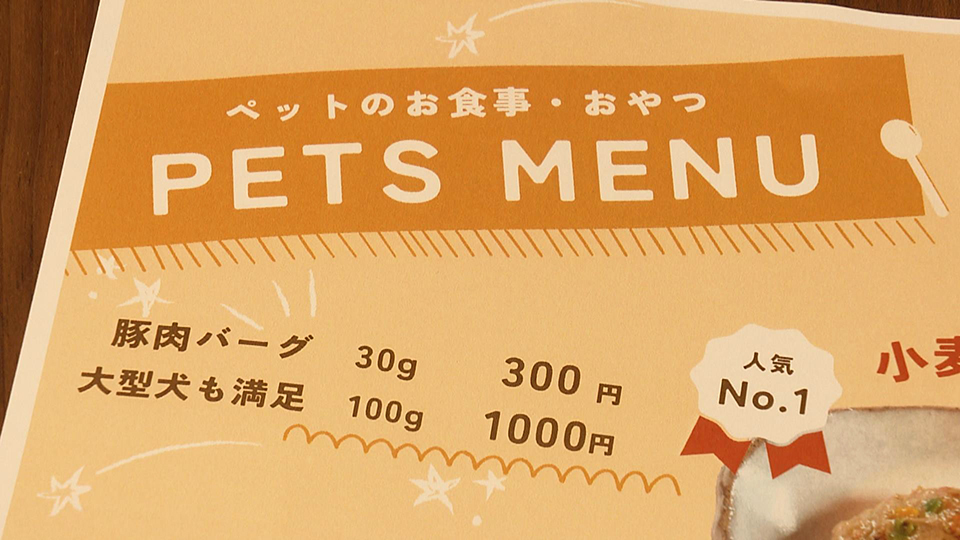 ペットのお食事・おやつ
PETS MENU
豚肉バーグ 30g 300円
大型犬も満足 100g 1000円
人気
No.1
小麦